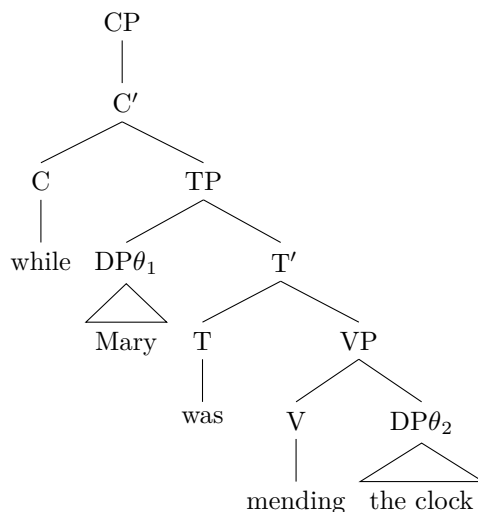 CP
C′
C TP
while DPθ₁ T′
Mary T VP
was V DPθ₂
mending the clock